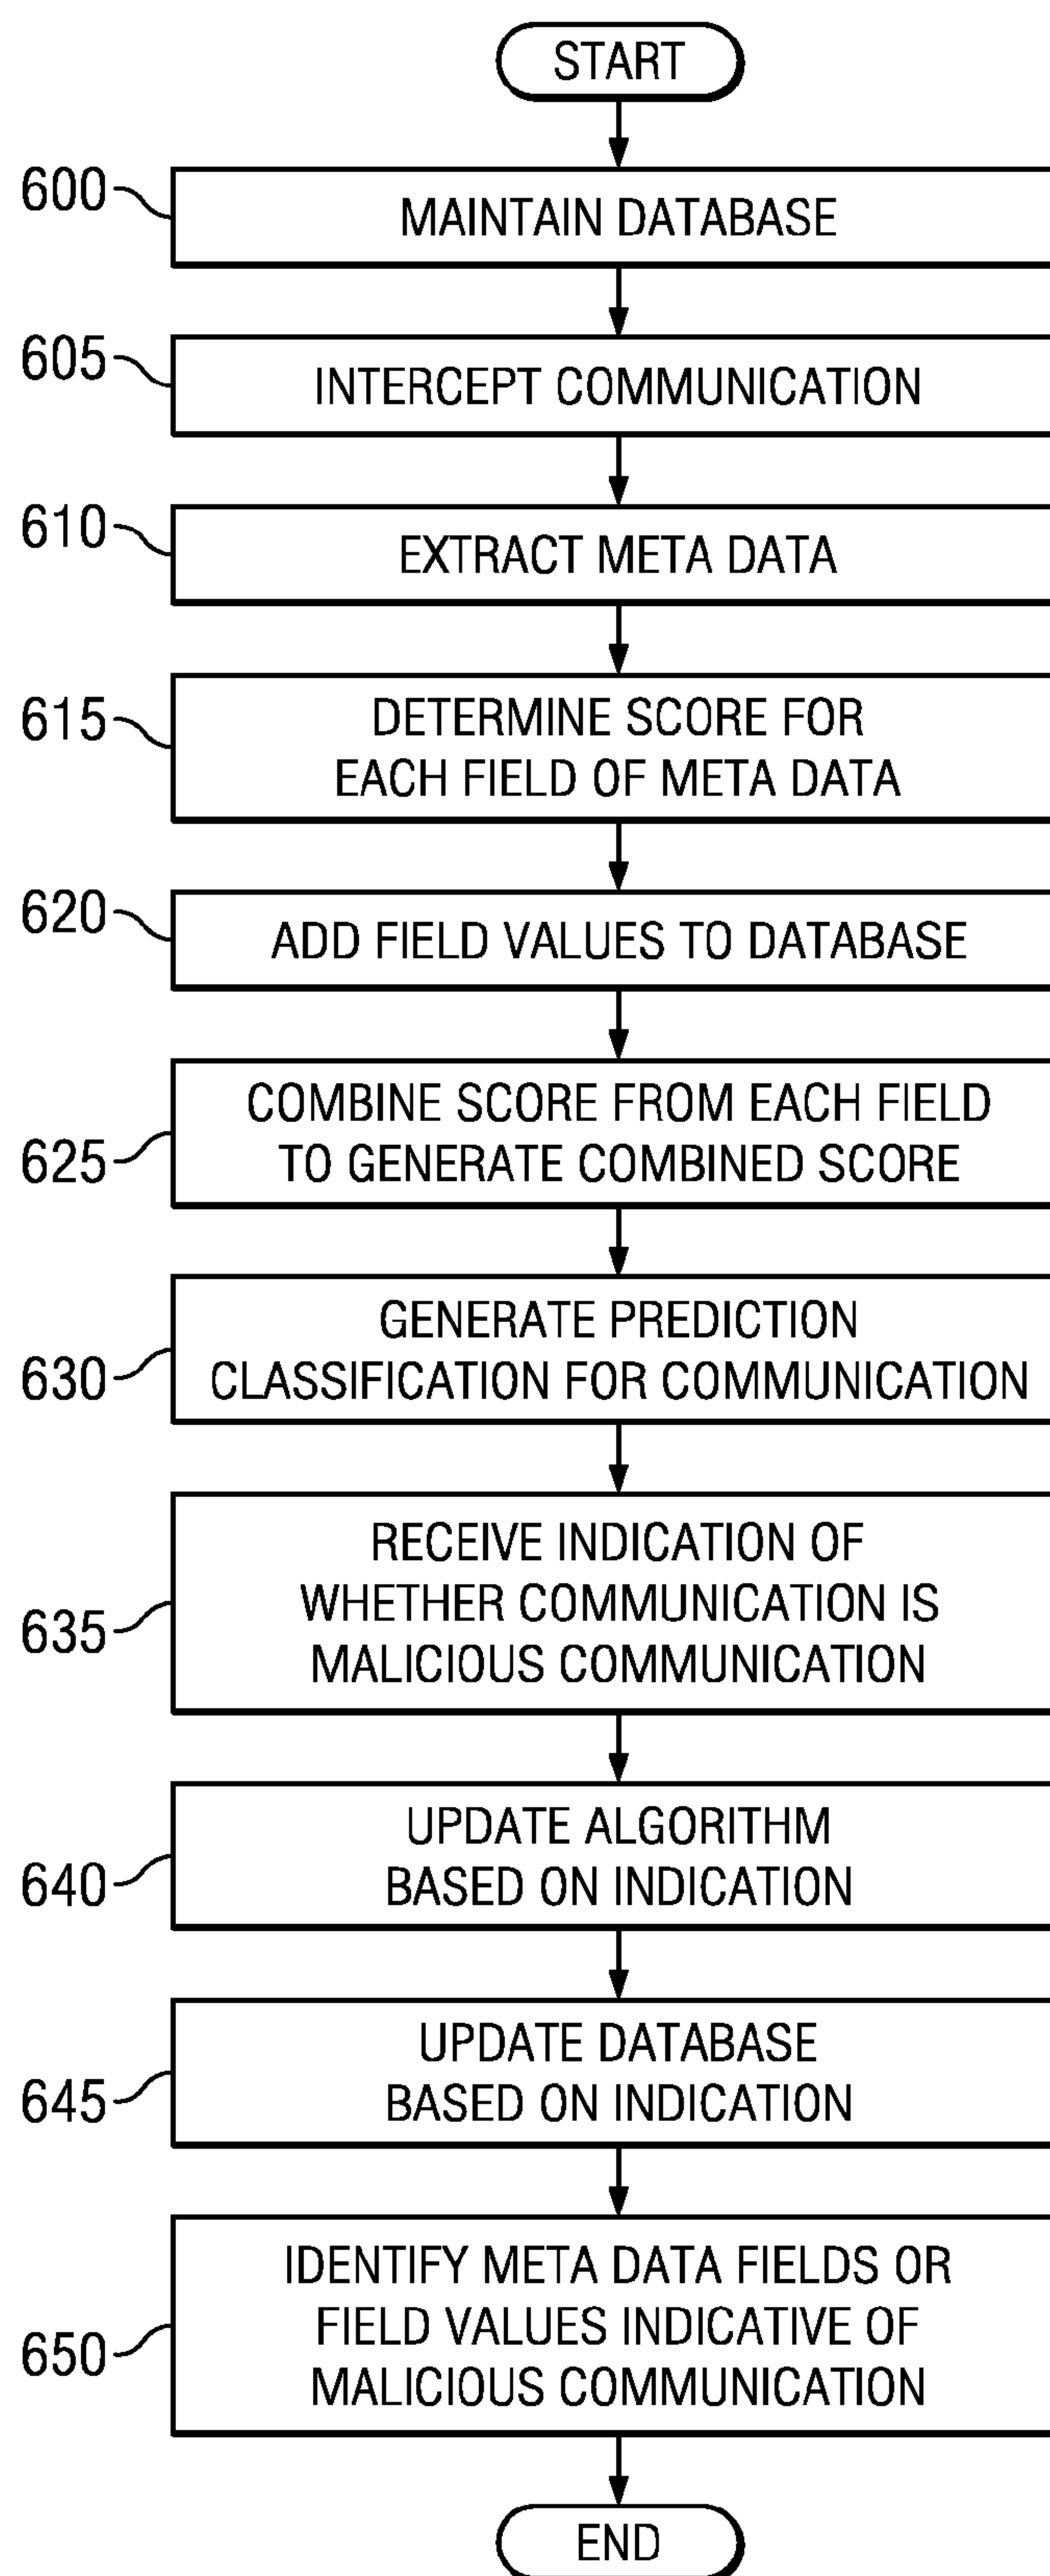 START
600
MAINTAIN DATABASE
605
INTERCEPT COMMUNICATION
610
EXTRACT META DATA
615
DETERMINE SCORE FOR
EACH FIELD OF META DATA
620
ADD FIELD VALUES TO DATABASE
625
COMBINE SCORE FROM EACH FIELD
TO GENERATE COMBINED SCORE
630
GENERATE PREDICTION
CLASSIFICATION FOR COMMUNICATION
635
RECEIVE INDICATION OF
WHETHER COMMUNICATION IS
MALICIOUS COMMUNICATION
640
UPDATE ALGORITHM
BASED ON INDICATION
645
UPDATE DATABASE
BASED ON INDICATION
650
IDENTIFY META DATA FIELDS OR
FIELD VALUES INDICATIVE OF
MALICIOUS COMMUNICATION
END